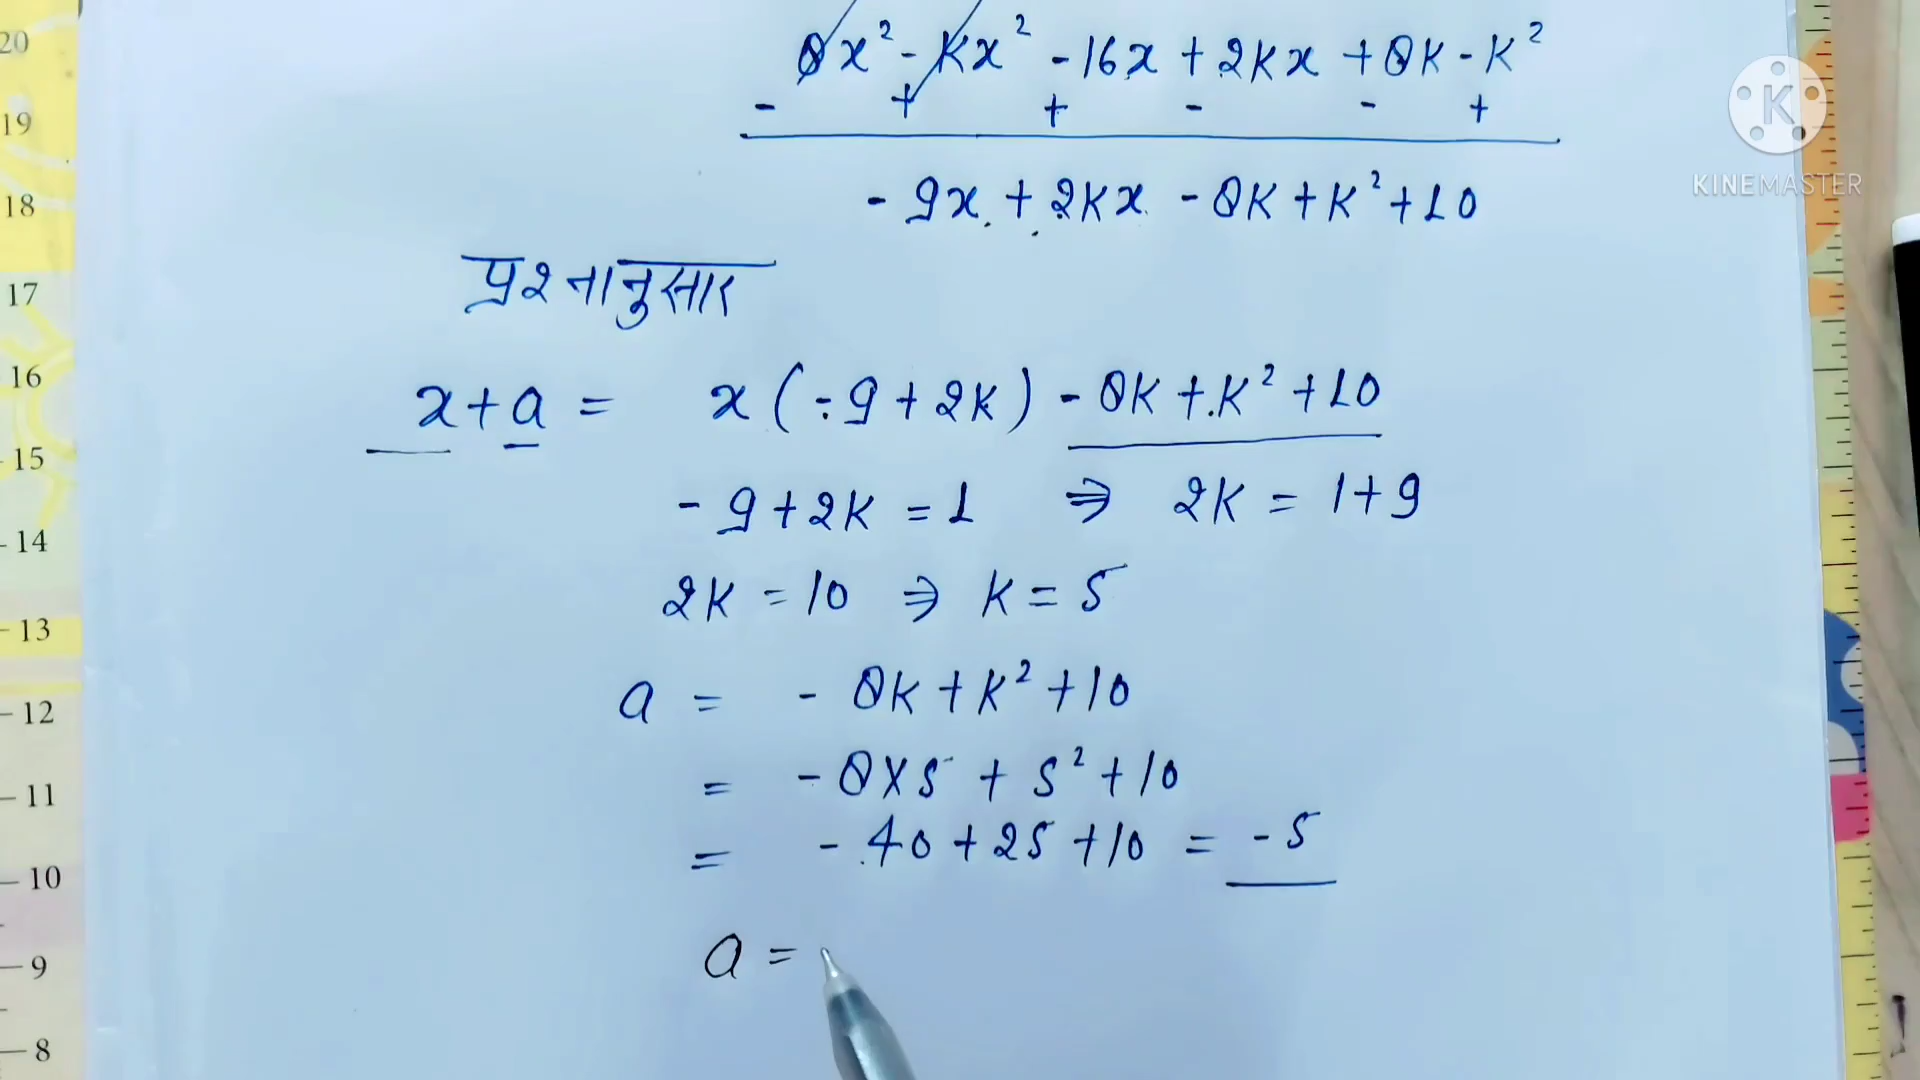 8x² - Kx² - 16x + 2Kx + 8K - K²
- + + - - +
- 9x + 2Kx - 8K + K² + 10
प्रश्नानुसार
x + a = x(-9 + 2K) - 8K + K² + 10
- 9 + 2K = 1 ⇒ 2K = 1 + 9
2K = 10 ⇒ K = 5
a = - 8K + K² + 10
= - 8 × 5 + 5² + 10
= - 40 + 25 + 10 = - 5
a =
K
KINEMASTER
20
19
18
17
16
15
14
13
12
11
10
9
8